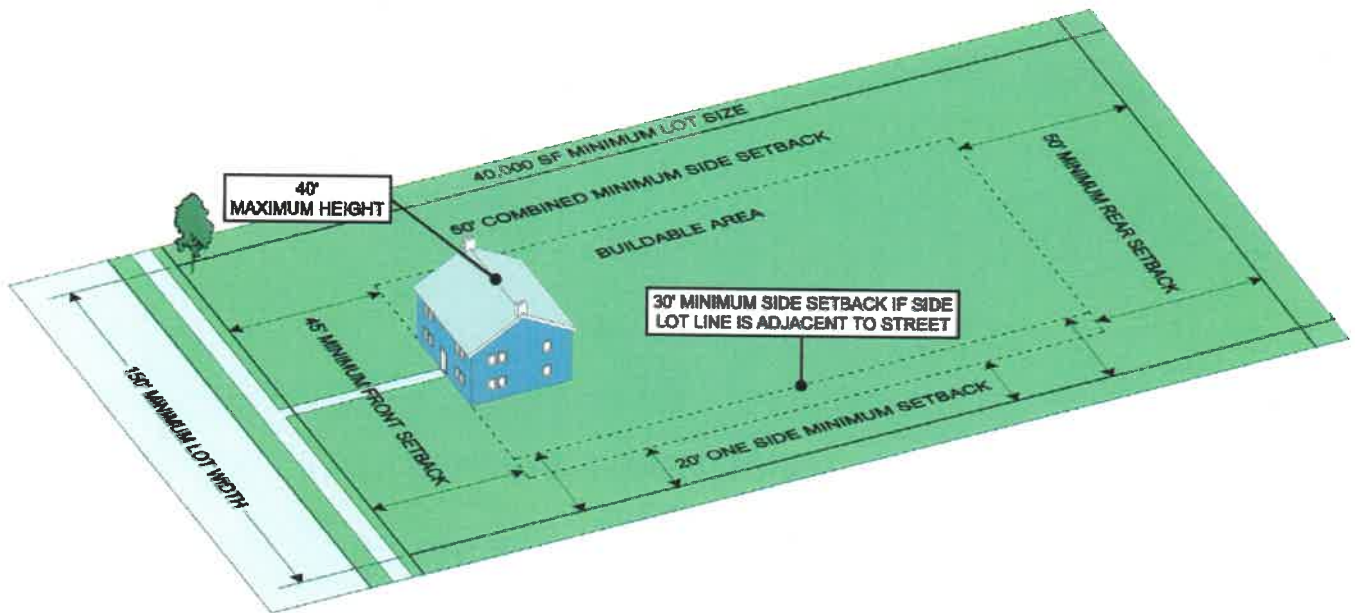 40,000 SF MINIMUM LOT SIZE
50' COMBINED MINIMUM SIDE SETBACK
40'
MAXIMUM HEIGHT
BUILDABLE AREA
50' MINIMUM REAR SETBACK
30' MINIMUM SIDE SETBACK IF SIDE
LOT LINE IS ADJACENT TO STREET
45' MINIMUM FRONT SETBACK
20' ONE SIDE MINIMUM SETBACK
150' MINIMUM LOT WIDTH